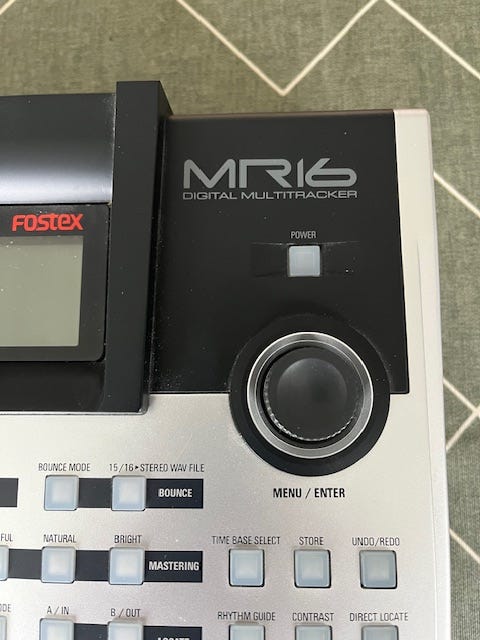 MR16
DIGITAL MULTITRACKER
FOSTEX
POWER
MENU / ENTER
BOUNCE MODE 15/16▸STEREO WAV FILE
BOUNCE
NATURAL BRIGHT
MASTERING
TIME BASE SELECT STORE UNDO/REDO
A / IN B / OUT
RHYTHM GUIDE CONTRAST DIRECT LOCATE